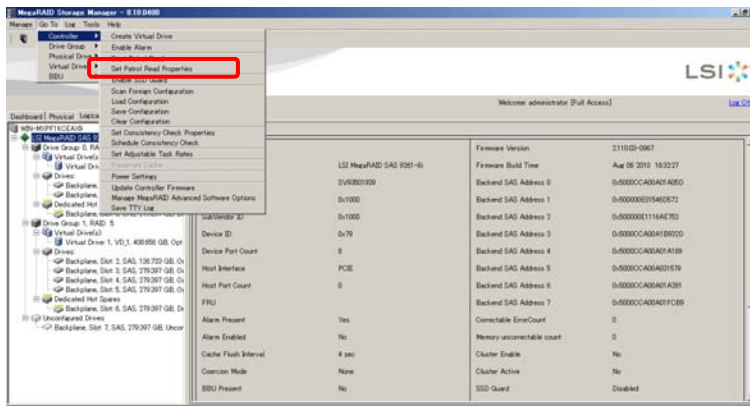 MegaRAID Storage Manager - 8.10.0400
Manage Go To Log Tools Help
Controller
Drive Group
Physical Drive
Virtual Drive
BBU
Create Virtual Drive
Enable Alarm
Set Patrol Read Properties
Enable SSD Guard
Scan Foreign Configuration
Load Configuration
Save Configuration
Clear Configuration
Set Consistency Check Properties
Schedule Consistency Check
Set Adjustable Task Rates
Preserved Cache
Power Settings
Update Controller Firmware
Manage MegaRAID Advanced Software Options
Save TTY Log
LSI
Welcome administrator [Full Access]
Dashboard Physical Logica
LSI MegaRAID SAS 92
Drive Group: 0, RA
Virtual Drive(s)
Virtual Driv
Drives
Backplane,
Backplane,
Dedicated Hot
Drive Group 1, RAID 5
Virtual Drive(s)
Virtual Drive: 1, VD_1, 408.656 GB, Opt
Drives
Backplane, Slot: 2, SAS, 136.733 GB, O
Backplane, Slot: 3, SAS, 279.397 GB, O
Backplane, Slot: 4, SAS, 279.397 GB, O
Backplane, Slot: 5, SAS, 279.397 GB, O
Dedicated Hot Spares
Backplane, Slot: 6, SAS, 279.397 GB, De
Unconfigured Drives
Backplane, Slot: 7, SAS, 279.397 GB, Uncor
LSI MegaRAID SAS 9261-8i
SV93501939
0x1000
SubVendor ID 0x1000
Device ID 0x79
Device Port Count 8
Host Interface PCIE
Host Port Count 0
FRU
Alarm Present Yes
Alarm Enabled No
Cache Flush Interval 4 sec
Coercion Mode None
BBU Present No
Firmware Version 2.110.03-0967
Firmware Build Time Aug 06 2010 16:32:27
Backend SAS Address 0
Backend SAS Address 1
Backend SAS Address 2
Backend SAS Address 3
Backend SAS Address 4
Backend SAS Address 5
Backend SAS Address 6
Backend SAS Address 7
Correctable ErrorCount 0
Memory uncorrectable count 0
Cluster Enable No
Cluster Active No
SSD Guard Disabled